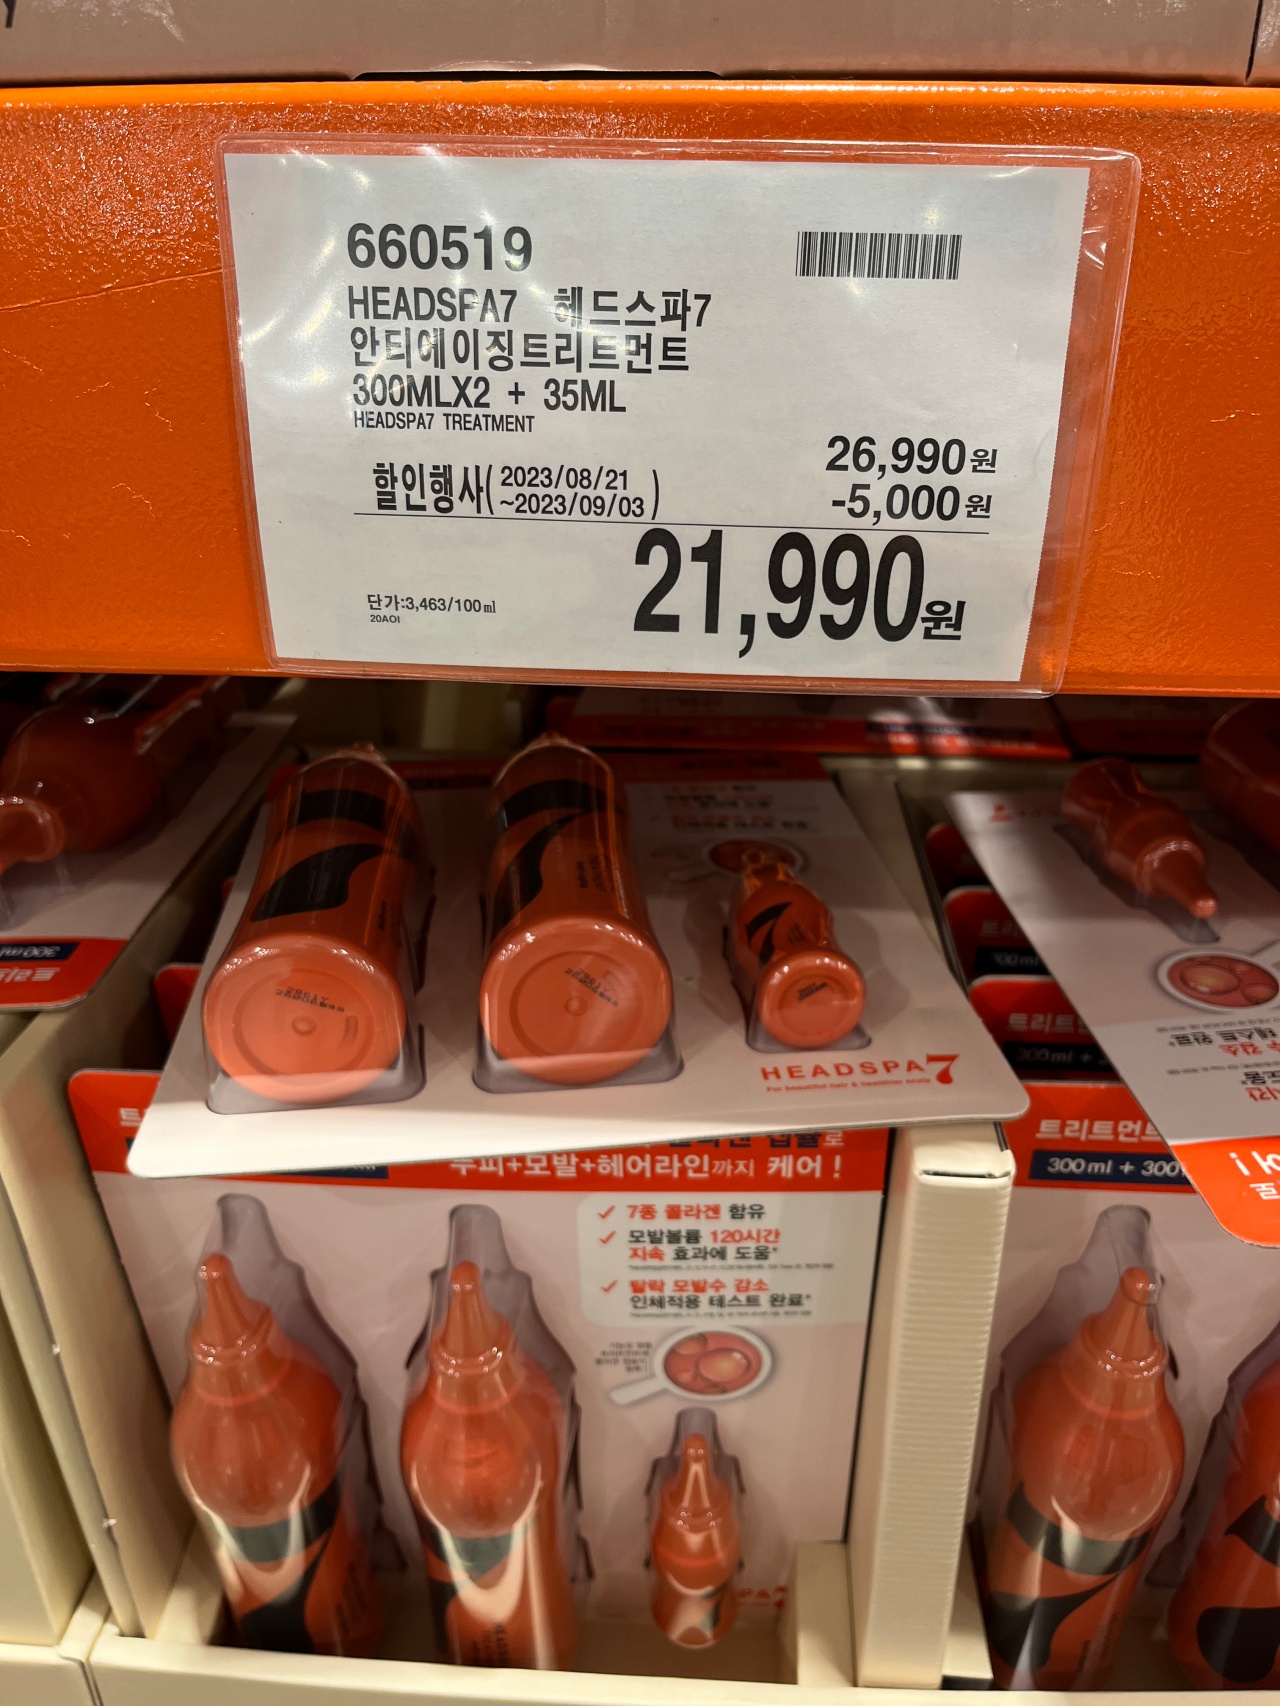 660519
HEADSPA7 헤드스파7
안티에이징트리트먼트
300MLX2 + 35ML
HEADSPA7 TREATMENT
26,990원
할인행사( 2023/08/21
~2023/09/03 )
-5,000원
21,990원
단가:3,463/100㎖
20AOI
HEADSPA7
For beautiful hair & healthier scalp
두피+모발+헤어라인까지 케어!
7종 콜라겐 함유
모발볼륨 120시간
지속 효과에 도움*
탈락 모발수 감소
인체적용 테스트 완료*
트리트먼트
300ml + 300